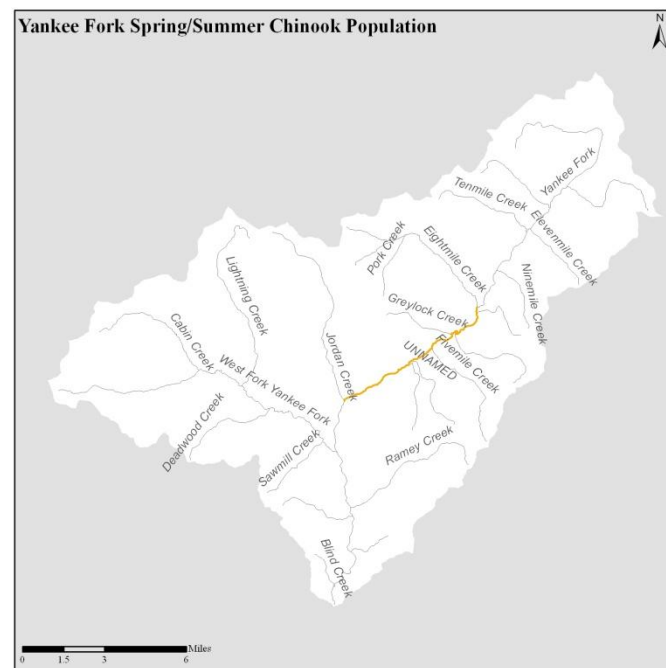 Yankee Fork Spring/Summer Chinook Population
N
Yankee Fork
Tenmile Creek
Elevenmile Creek
Pork Creek
Eightmile Creek
Ninemile Creek
Lightning Creek
Greylock Creek
Cabin Creek
Jordan Creek
UNNAMED
Fivemile Creek
West Fork Yankee Fork
Deadwood Creek
Sawmill Creek
Ramey Creek
Blind Creek
Miles
0 1.5 3 6